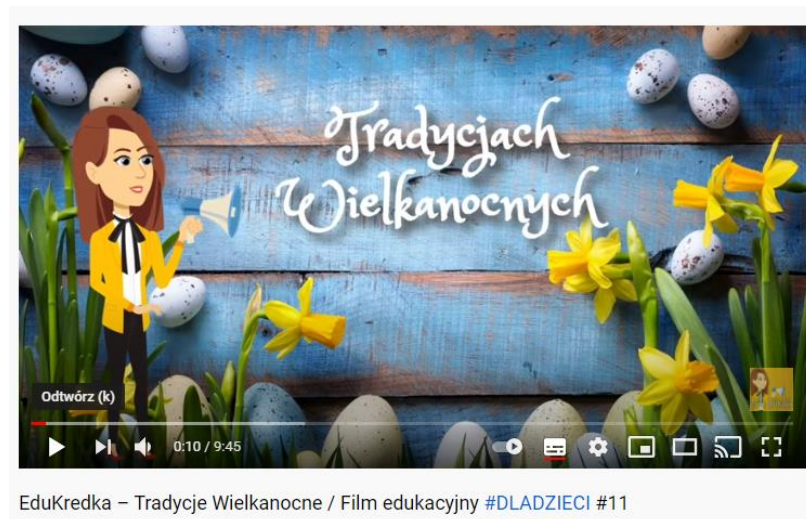 Tradycjach
Wielkanocnych
Odtwórz (k)
0:10 / 9:45
EduKredka – Tradycje Wielkanocne / Film edukacyjny #DLADZIECI #11